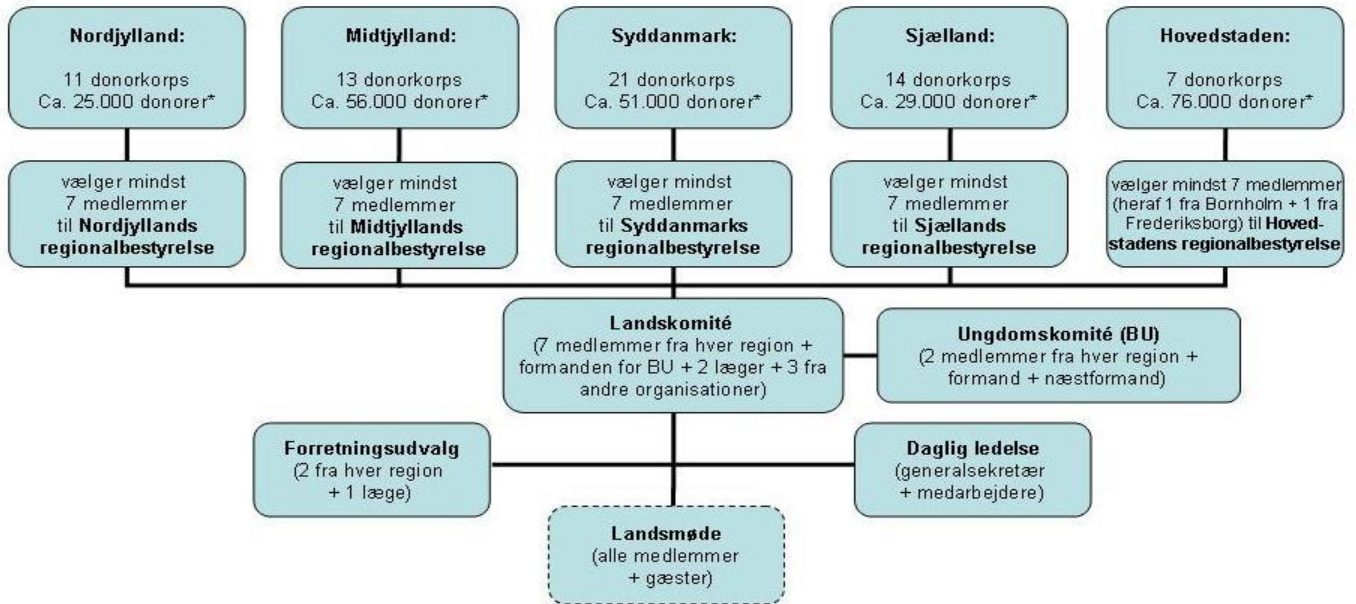 Nordjylland:
11 donorkorps
Ca. 25.000 donorer*
Midtjylland:
13 donorkorps
Ca. 56.000 donorer*
Syddanmark:
21 donorkorps
Ca. 51.000 donorer*
Sjælland:
14 donorkorps
Ca. 29.000 donorer*
Hovedstaden:
7 donorkorps
Ca. 76.000 donorer*
vælger mindst
7 medlemmer
til Nordjyllands
regionalbestyrelse
vælger mindst
7 medlemmer
til Midtjyllands
regionalbestyrelse
vælger mindst
7 medlemmer
til Syddanmarks
regionalbestyrelse
vælger mindst
7 medlemmer
til Sjællands
regionalbestyrelse
vælger mindst 7 medlemmer
(heraf 1 fra Bornholm + 1 fra
Frederiksborg) til Hoved-
stadens regionalbestyrelse
Landskomité
(7 medlemmer fra hver region +
formanden for BU + 2 læger + 3 fra
andre organisationer)
Ungdomskomité (BU)
(2 medlemmer fra hver region +
formand + næstformand)
Forretningsudvalg
(2 fra hver region
+ 1 læge)
Daglig ledelse
(generalsekretær
+ medarbejdere)
Landsmøde
(alle medlemmer
+ gæster)